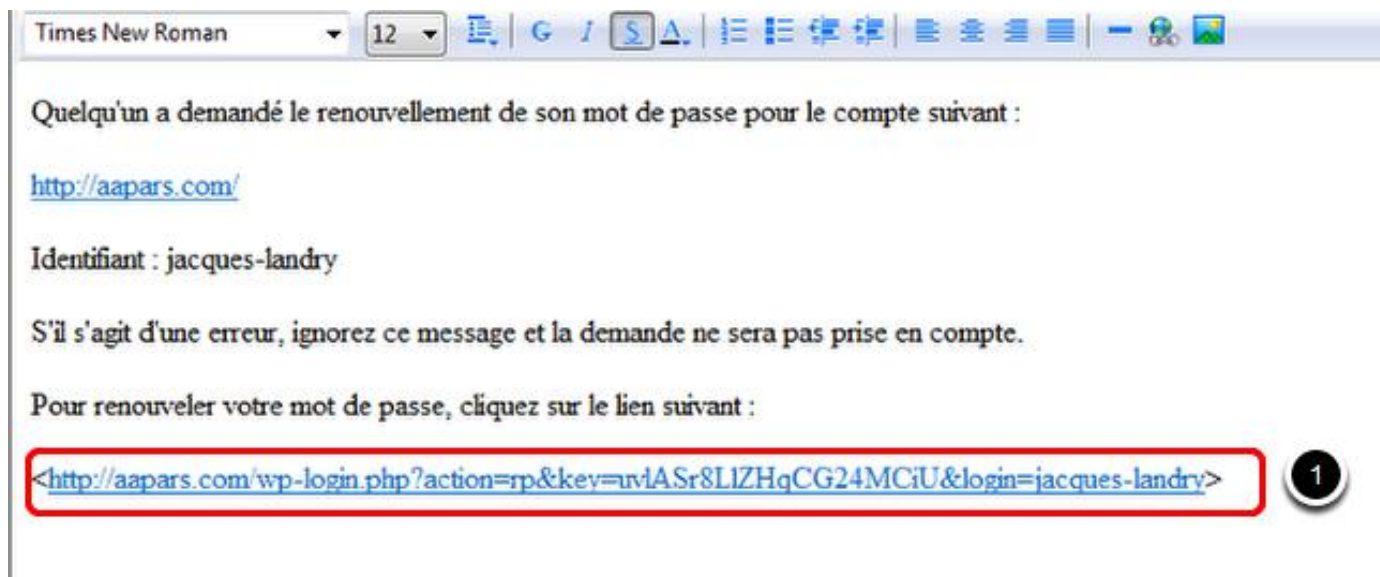 Times New Roman 12 G I S A
Quelqu'un a demandé le renouvellement de son mot de passe pour le compte suivant :
http://aapars.com/
Identifiant : jacques-landry
S'il s'agit d'une erreur, ignorez ce message et la demande ne sera pas prise en compte.
Pour renouveler votre mot de passe, cliquez sur le lien suivant :
<http://aapars.com/wp-login.php?action=rp&key=uvlASr8LlZHqCG24MCiU&login=jacques-landry> 1